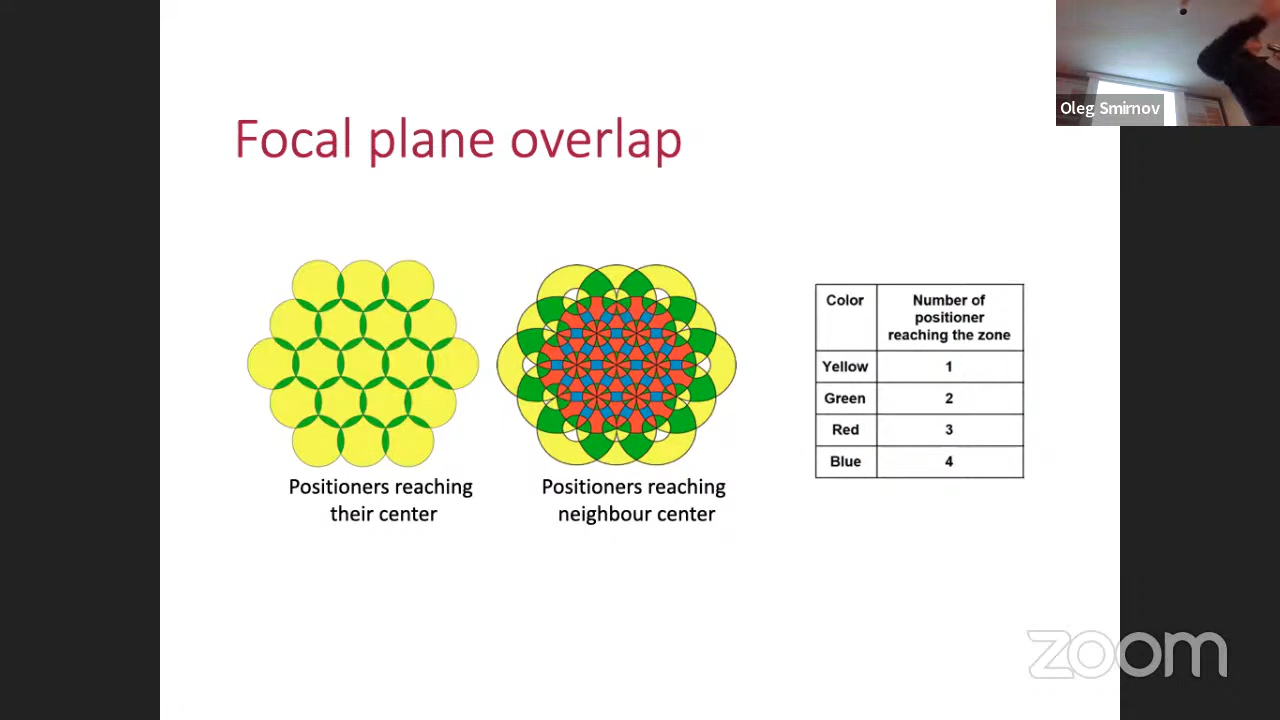 Oleg Smirnov
Focal plane overlap
Positioners reaching
their center
Positioners reaching
neighbour center
Color
Number of
positioner
reaching the zone
Yellow 1
Green 2
Red 3
Blue 4
zoom